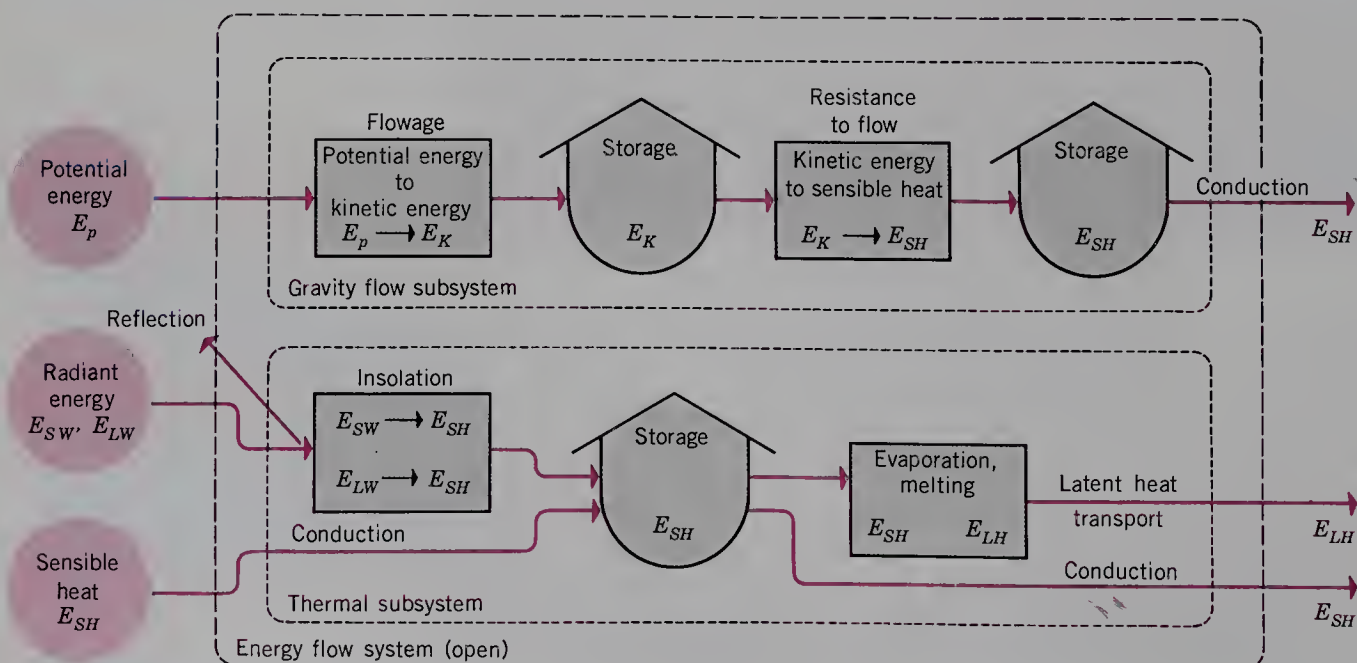 Potential
energy
E_p
Flowage
Potential energy
to
kinetic energy
E_p → E_K
Storage
E_K
Resistance
to flow
Kinetic energy
to sensible heat
E_K → E_SH
Storage
E_SH
Conduction
E_SH
Gravity flow subsystem
Reflection
Radiant
energy
E_SW, E_LW
Insolation
E_SW → E_SH
E_LW → E_SH
Storage
E_SH
Evaporation,
melting
E_SH E_LH
Latent heat
transport
E_LH
Conduction
E_SH
Sensible
heat
E_SH
Conduction
Thermal subsystem
Energy flow system (open)